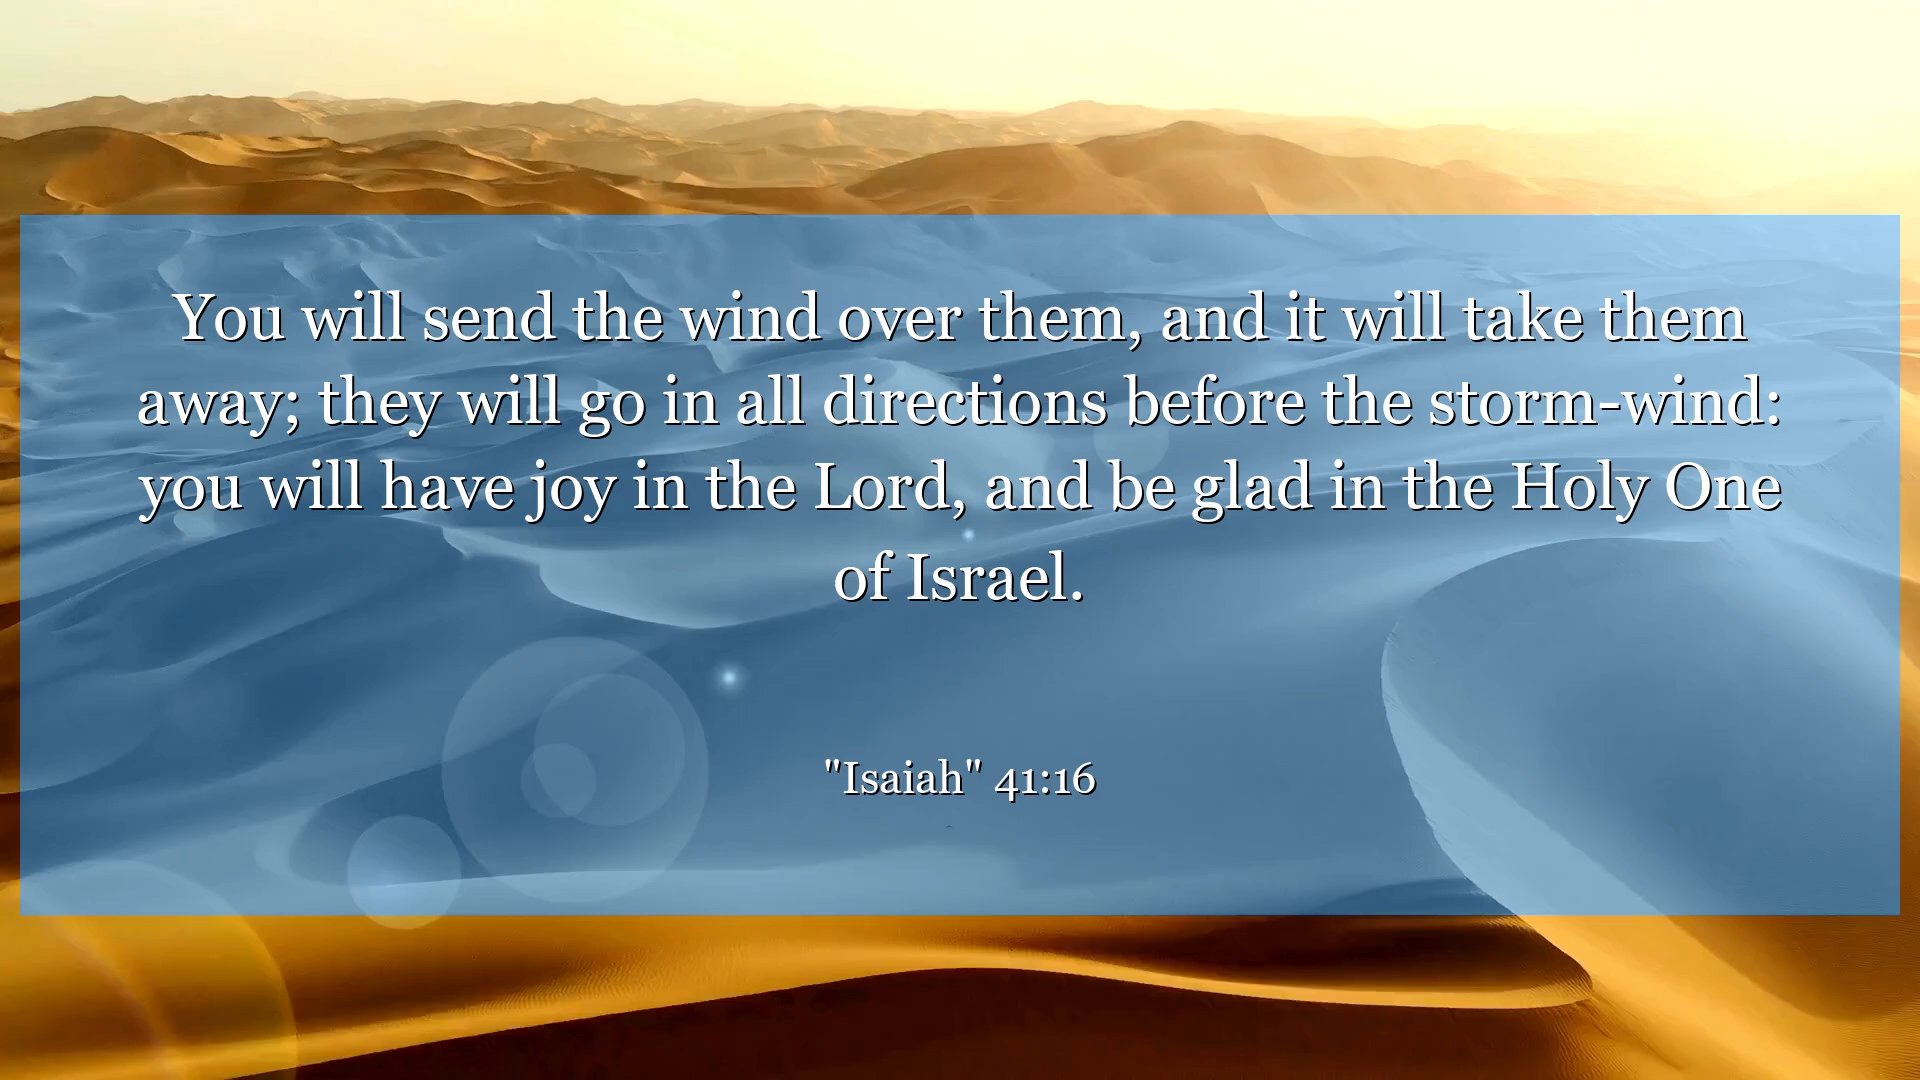 You will send the wind over them, and it will take them
away; they will go in all directions before the storm-wind:
you will have joy in the Lord, and be glad in the Holy One
of Israel.
"Isaiah" 41:16